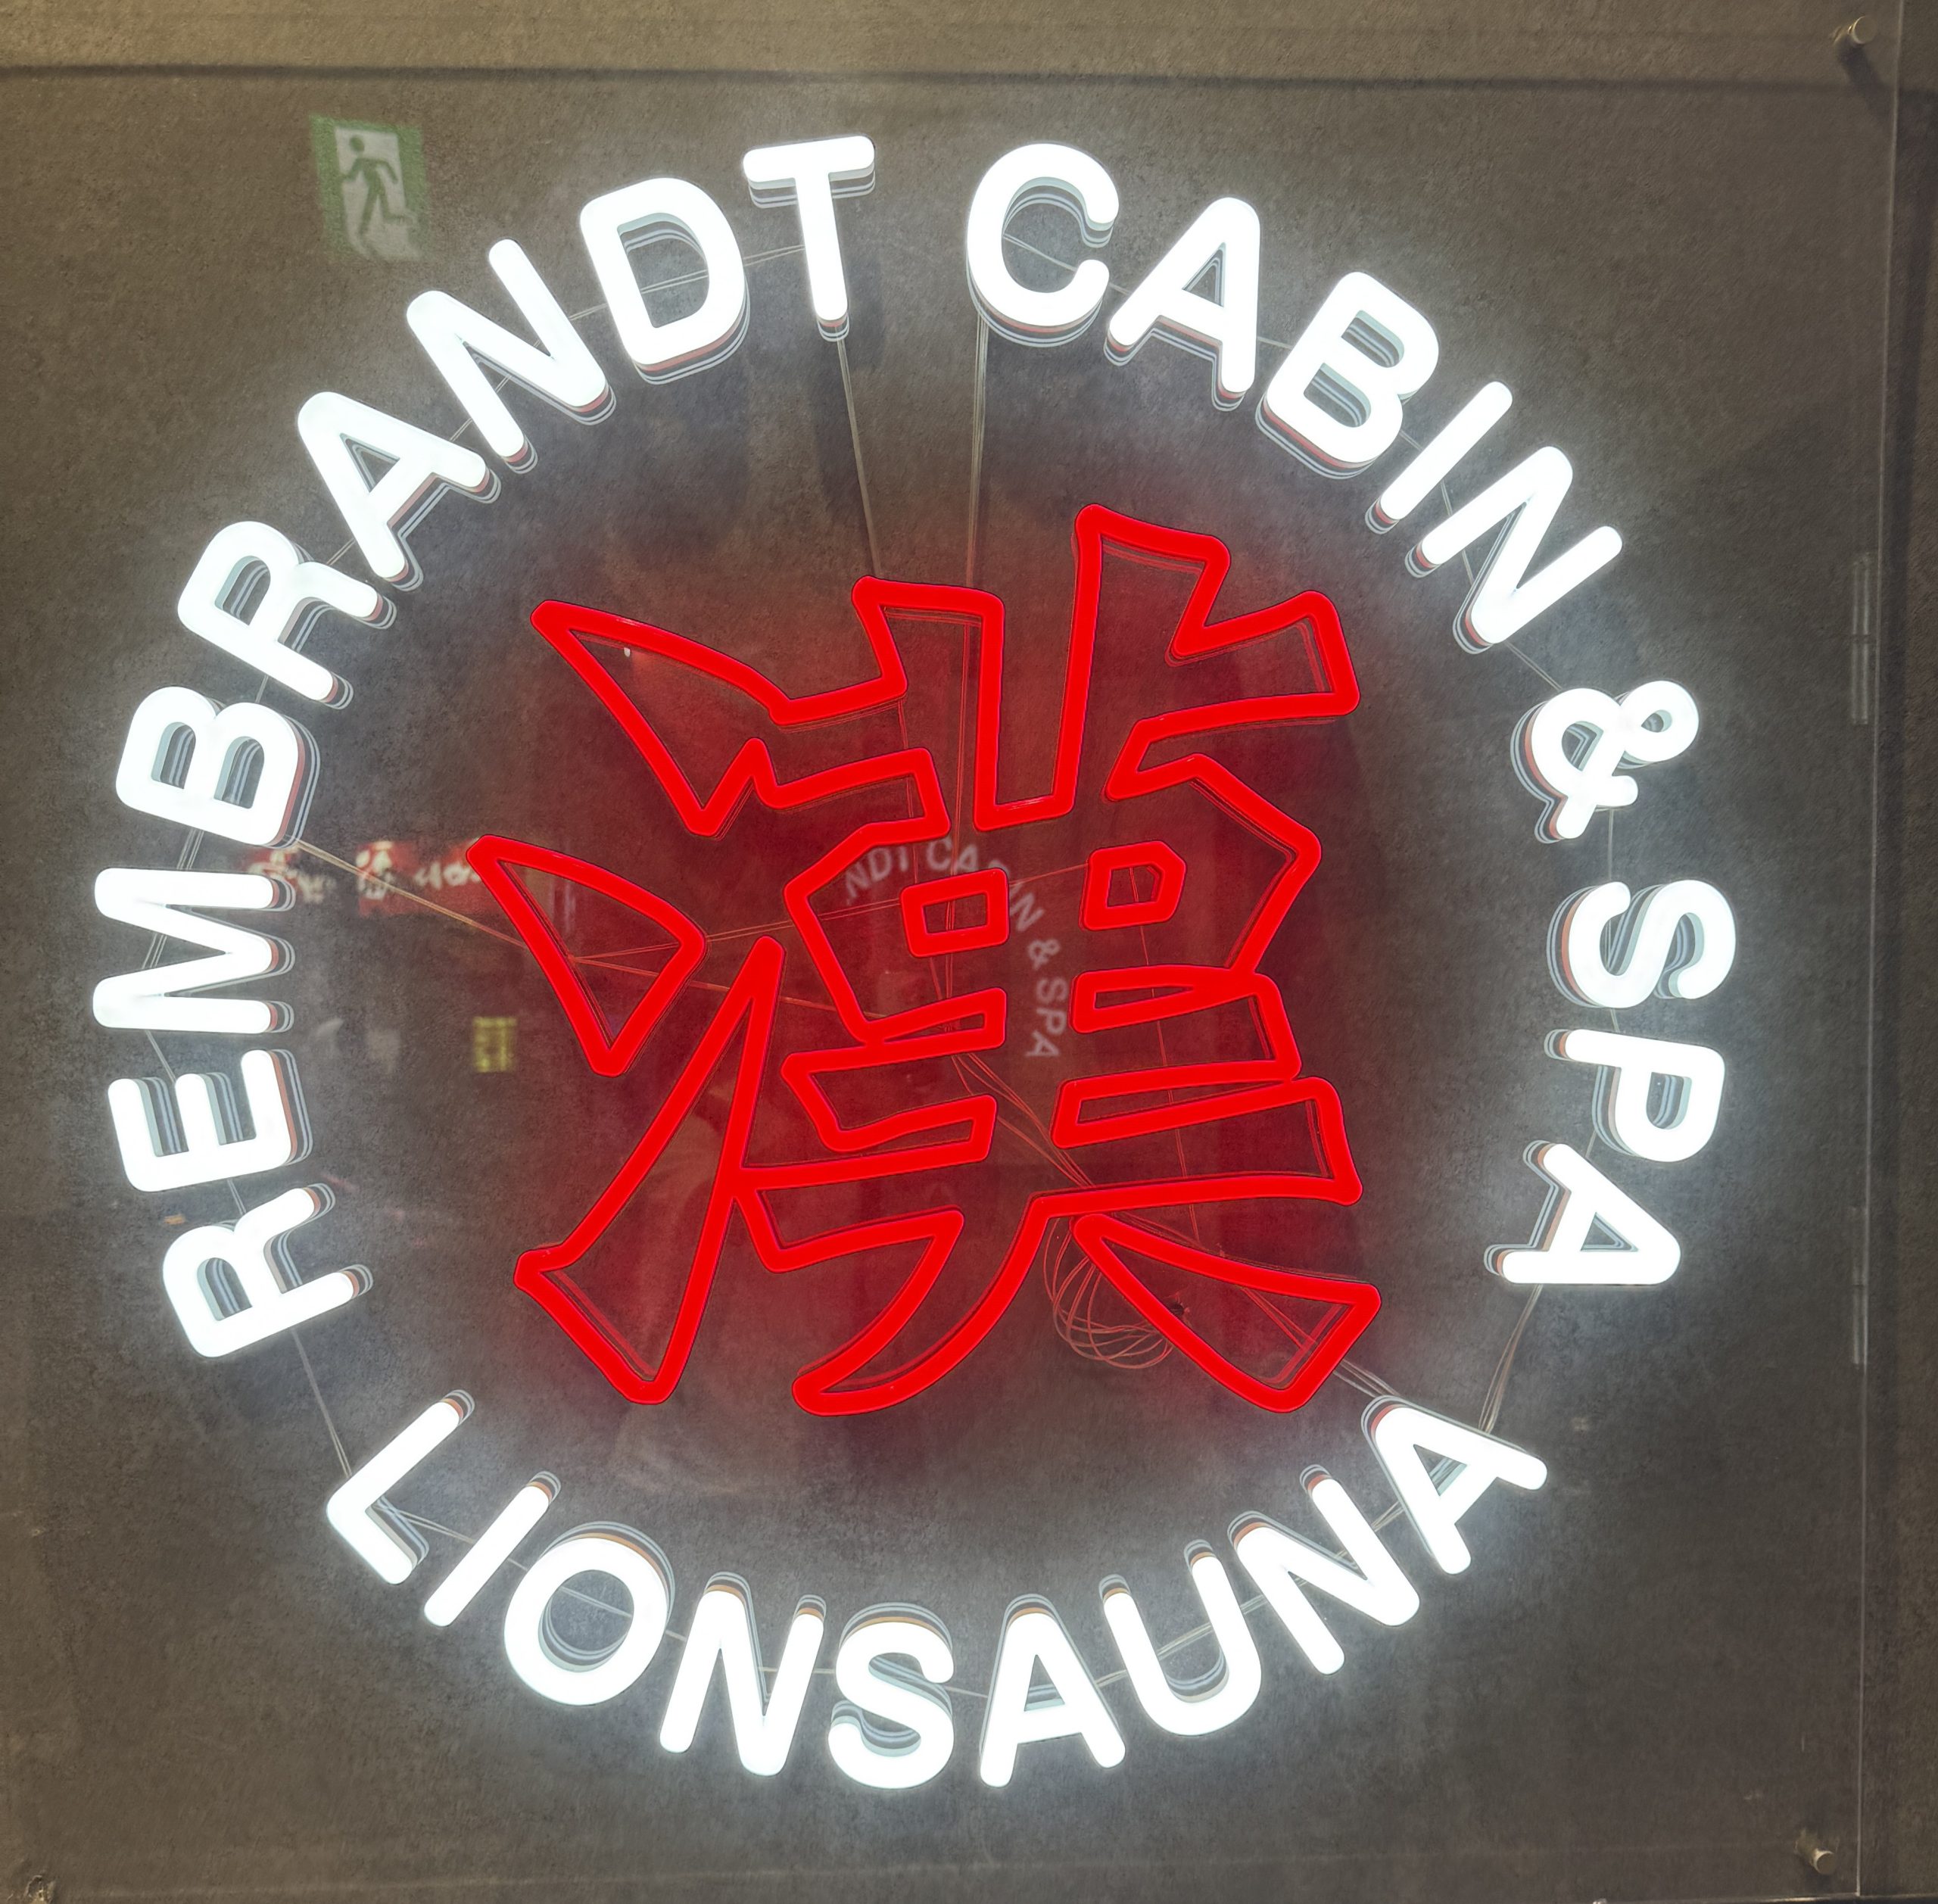 REMBRANDT CABIN & SPA
漢
LIONSAUNA